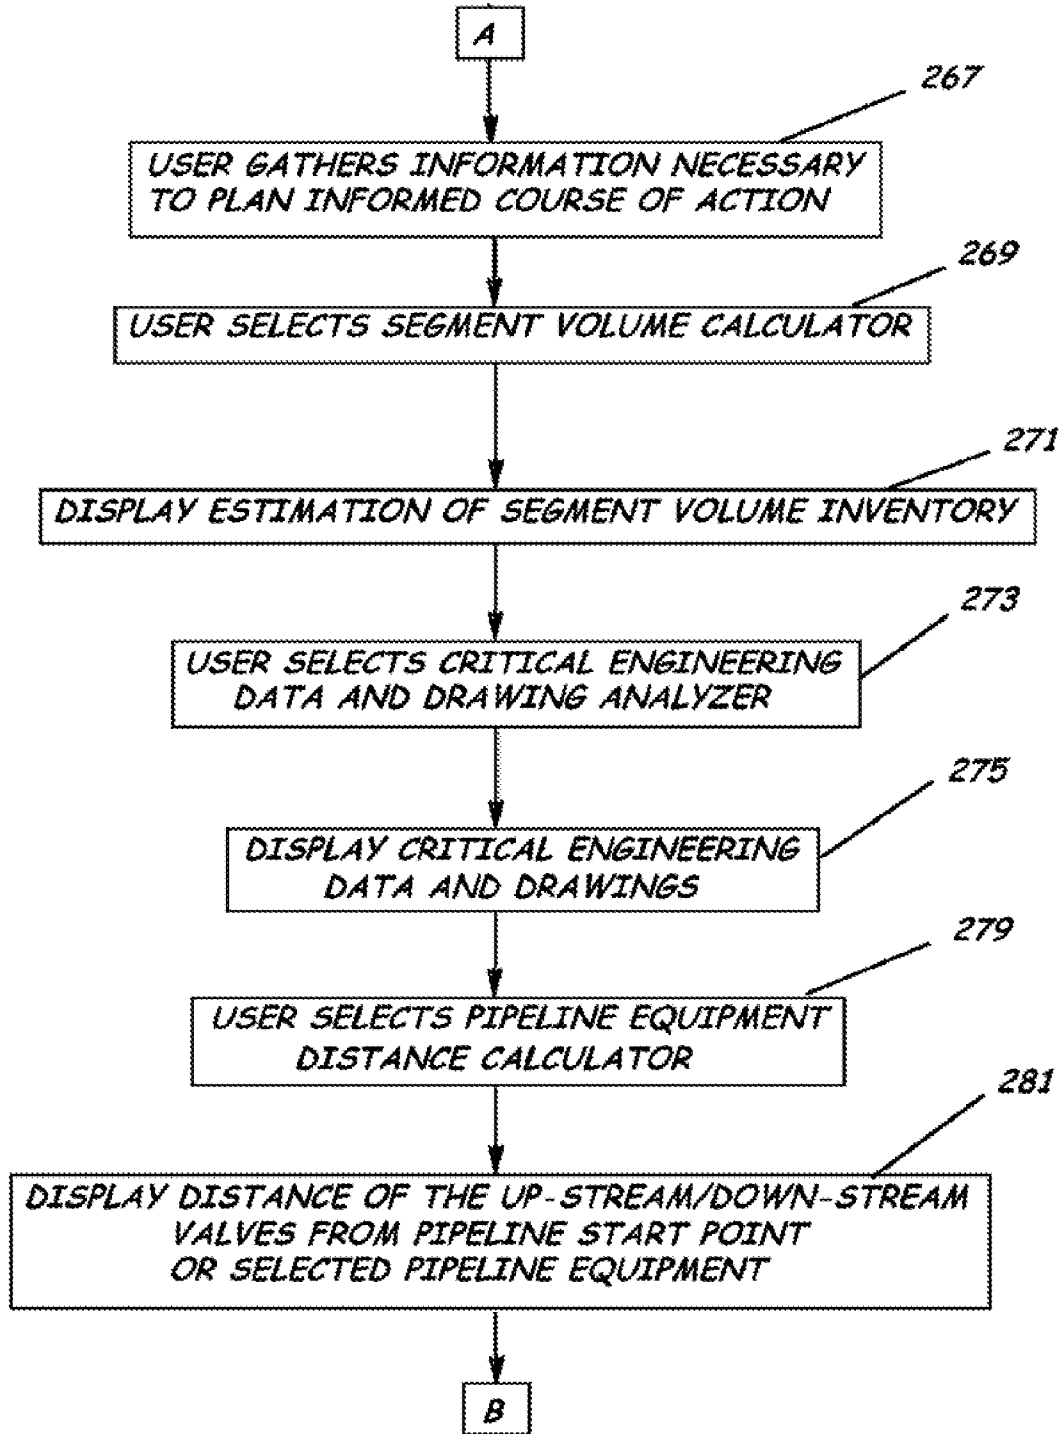 A
267
USER GATHERS INFORMATION NECESSARY
TO PLAN INFORMED COURSE OF ACTION
269
USER SELECTS SEGMENT VOLUME CALCULATOR
271
DISPLAY ESTIMATION OF SEGMENT VOLUME INVENTORY
273
USER SELECTS CRITICAL ENGINEERING
DATA AND DRAWING ANALYZER
275
DISPLAY CRITICAL ENGINEERING
DATA AND DRAWINGS
279
USER SELECTS PIPELINE EQUIPMENT
DISTANCE CALCULATOR
281
DISPLAY DISTANCE OF THE UP-STREAM/DOWN-STREAM
VALVES FROM PIPELINE START POINT
OR SELECTED PIPELINE EQUIPMENT
B